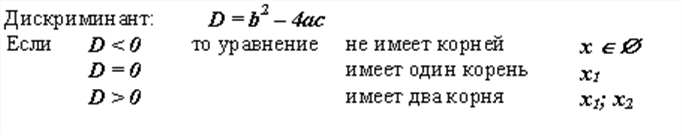 Дискриминант: D = b² – 4ac
Если D < 0 то уравнение не имеет корней x ∈ ∅
D = 0 имеет один корень x₁
D > 0 имеет два корня x₁; x₂